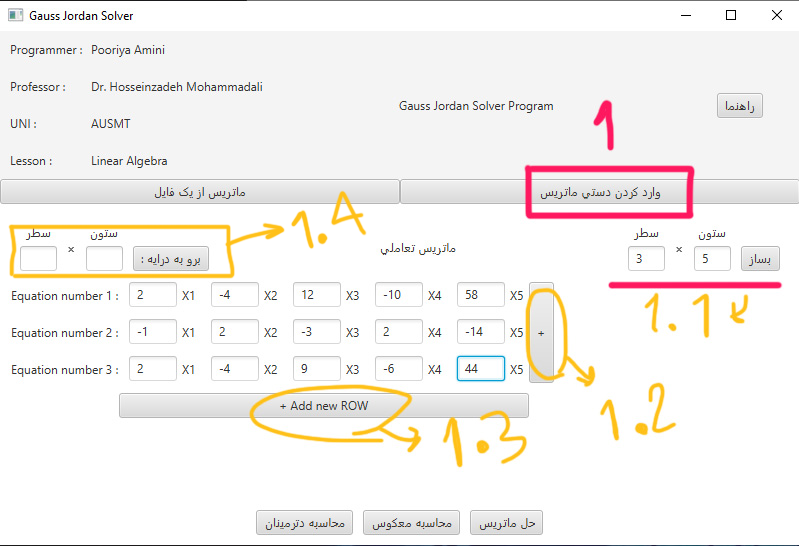 Gauss Jordan Solver
Programmer : Pooriya Amini
Professor : Dr. Hosseinzadeh Mohammadali
UNI : AUSMT
Lesson : Linear Algebra
Gauss Jordan Solver Program
راهنما
1
ماتریس از یک فایل
وارد کردن دستي ماتریس
1.4
سطر × ستون
برو به درایه :
ماتریس تعاملي
سطر × ستون
3 5 بساز
1.1
Equation number 1 : 2 X1 -4 X2 12 X3 -10 X4 58 X5
Equation number 2 : -1 X1 2 X2 -3 X3 2 X4 -14 X5 +
Equation number 3 : 2 X1 -4 X2 9 X3 -6 X4 44 X5
1.2
+ Add new ROW
1.3
محاسبه دترمینان
محاسبه معکوس
حل ماتریس